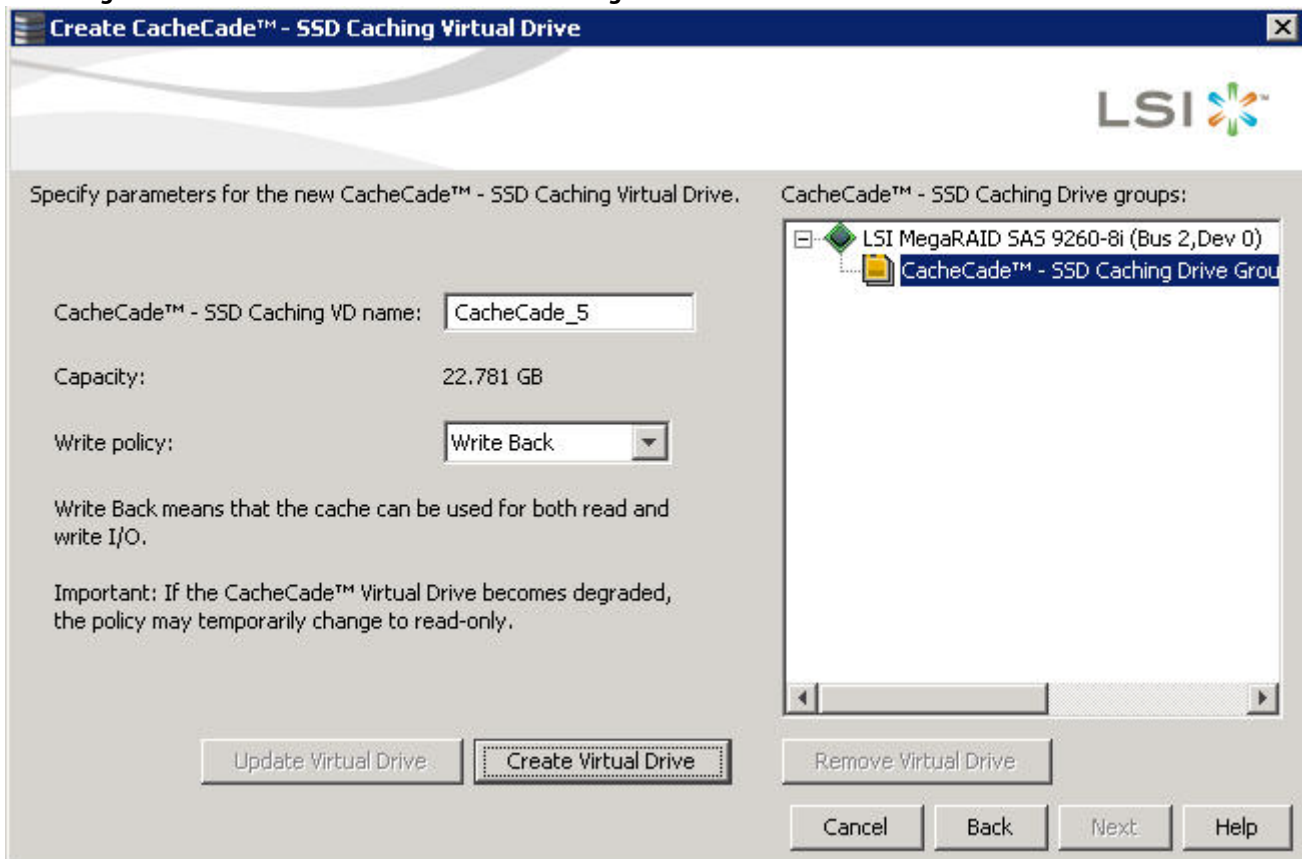 Create CacheCade™ - SSD Caching Virtual Drive
LSI
Specify parameters for the new CacheCade™ - SSD Caching Virtual Drive.
CacheCade™ - SSD Caching VD name: CacheCade_5
Capacity: 22.781 GB
Write policy: Write Back
Write Back means that the cache can be used for both read and
write I/O.
Important: If the CacheCade™ Virtual Drive becomes degraded,
the policy may temporarily change to read-only.
Update Virtual Drive
Create Virtual Drive
CacheCade™ - SSD Caching Drive groups:
LSI MegaRAID SAS 9260-8i (Bus 2,Dev 0)
CacheCade™ - SSD Caching Drive Grou
Remove Virtual Drive
Cancel
Back
Next
Help